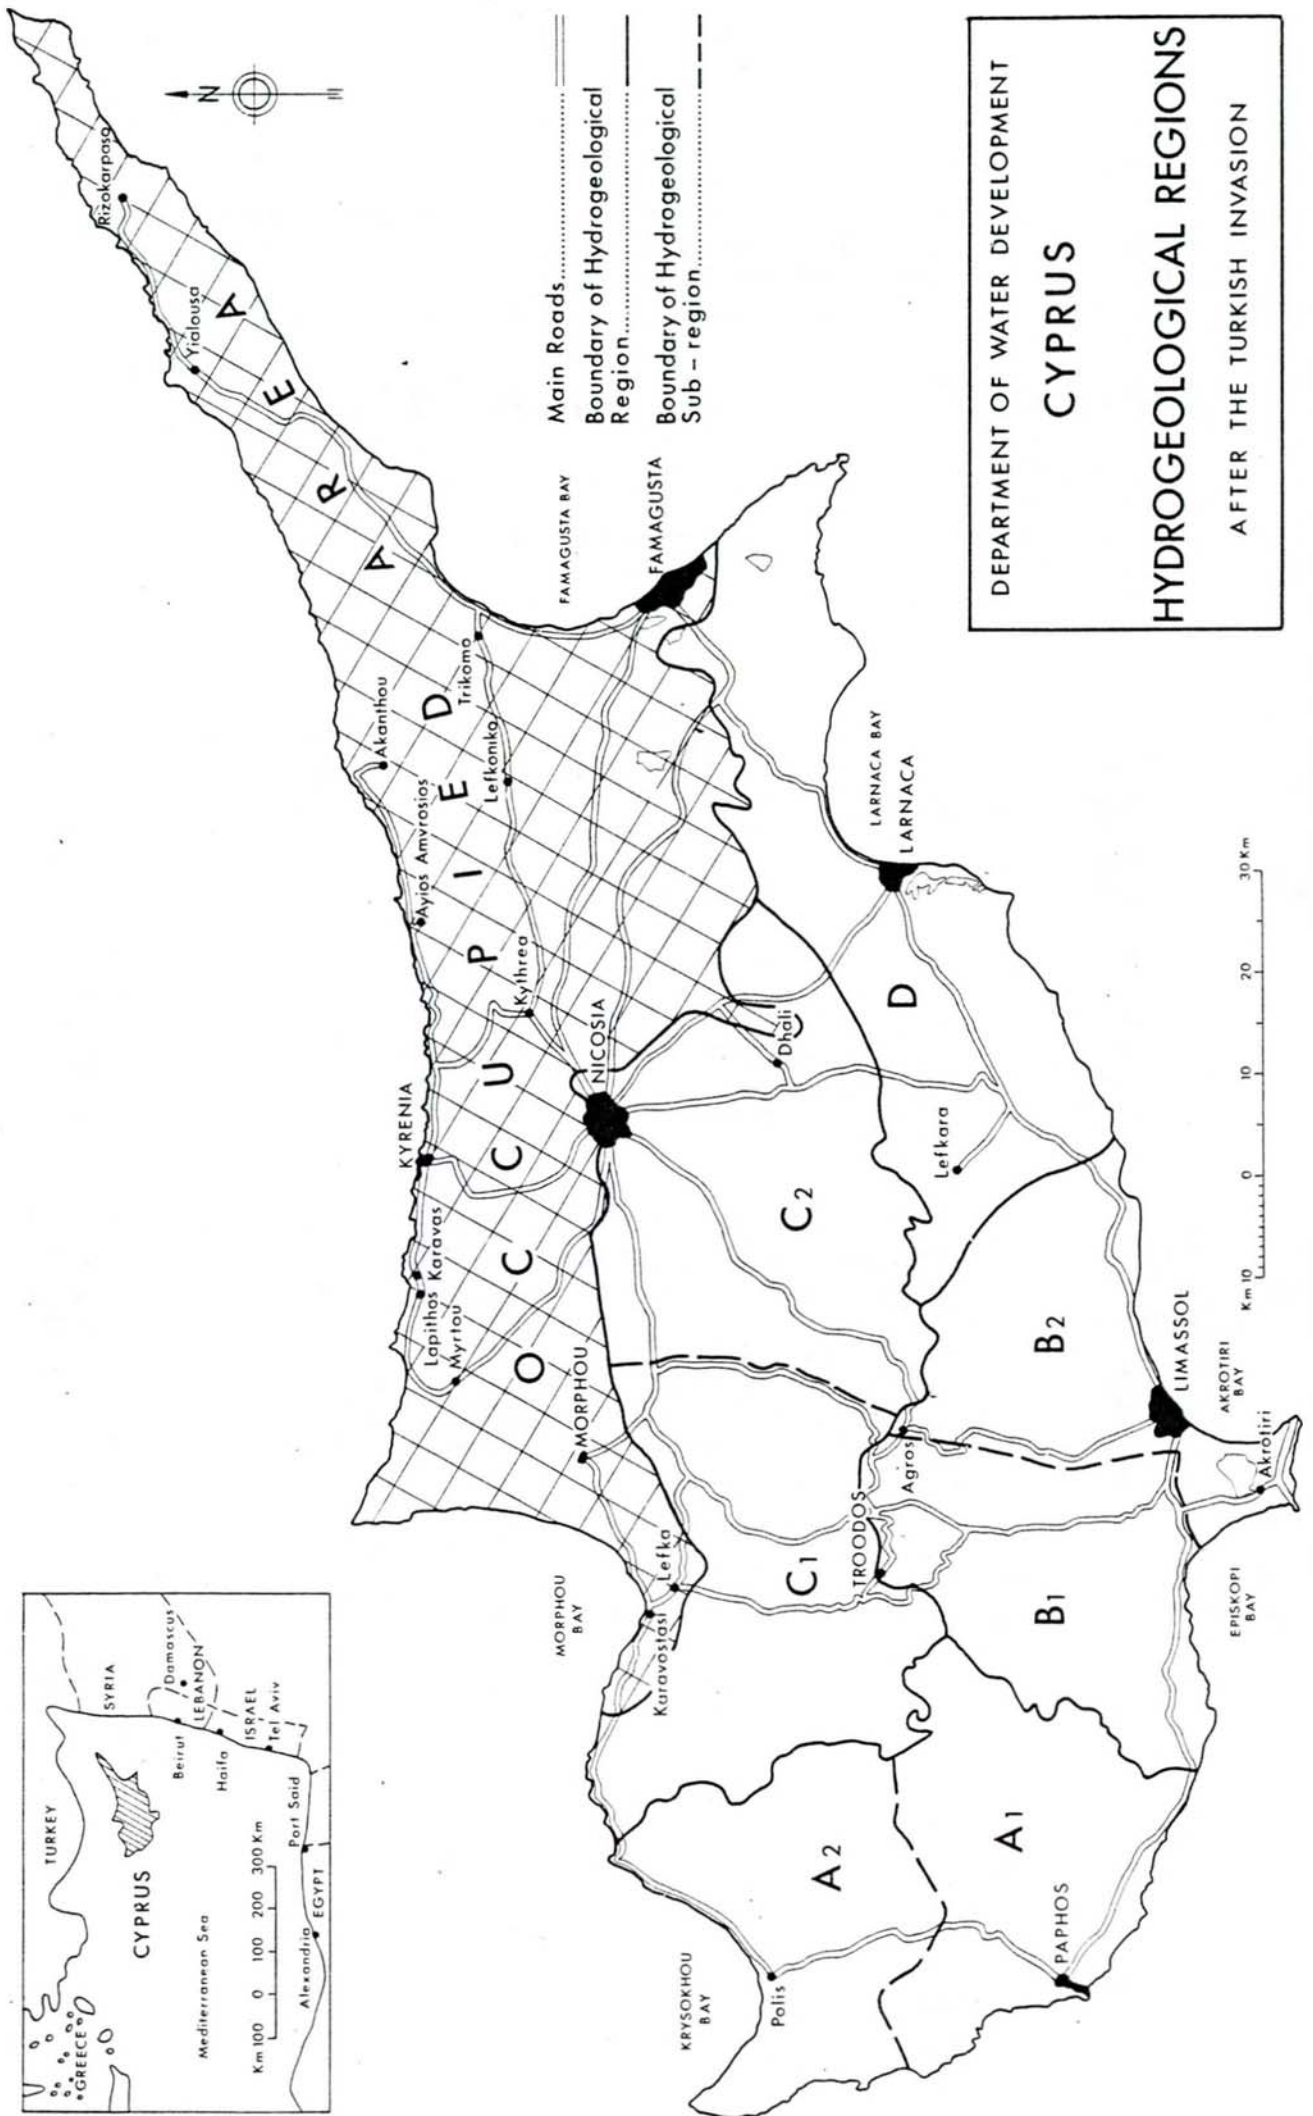 TURKEY
GREECE
CYPRUS
SYRIA
Damascus
LEBANON
Beirut
Haifa
ISRAEL
Tel Aviv
Mediterranean Sea
Km 100 0 100 200 300 Km
Port Said
Alexandria
EGYPT
N
Rizokarpaso
Yialousa
OCCUPIED AREA
Akanthou
Ayios Amvrosios
KYRENIA
Karavas
Lapithos
Myrtou
Trikomo
Lefkoniko
Kythrea
NICOSIA
MORPHOU
MORPHOU
BAY
FAMAGUSTA BAY
FAMAGUSTA
Karavostasi
Lefka
KRYSOKHOU
BAY
Polis
Dhali
C2
C1
TROODOS
Agros
A2
A1
B1
B2
Lefkara
D
LARNACA BAY
LARNACA
PAPHOS
LIMASSOL
EPISKOPI
BAY
AKROTIRI
BAY
Akrotiri
Km 10 0 10 20 30 Km
Main Roads
Boundary of Hydrogeological
Region
Boundary of Hydrogeological
Sub – region
DEPARTMENT OF WATER DEVELOPMENT
CYPRUS
HYDROGEOLOGICAL REGIONS
AFTER THE TURKISH INVASION